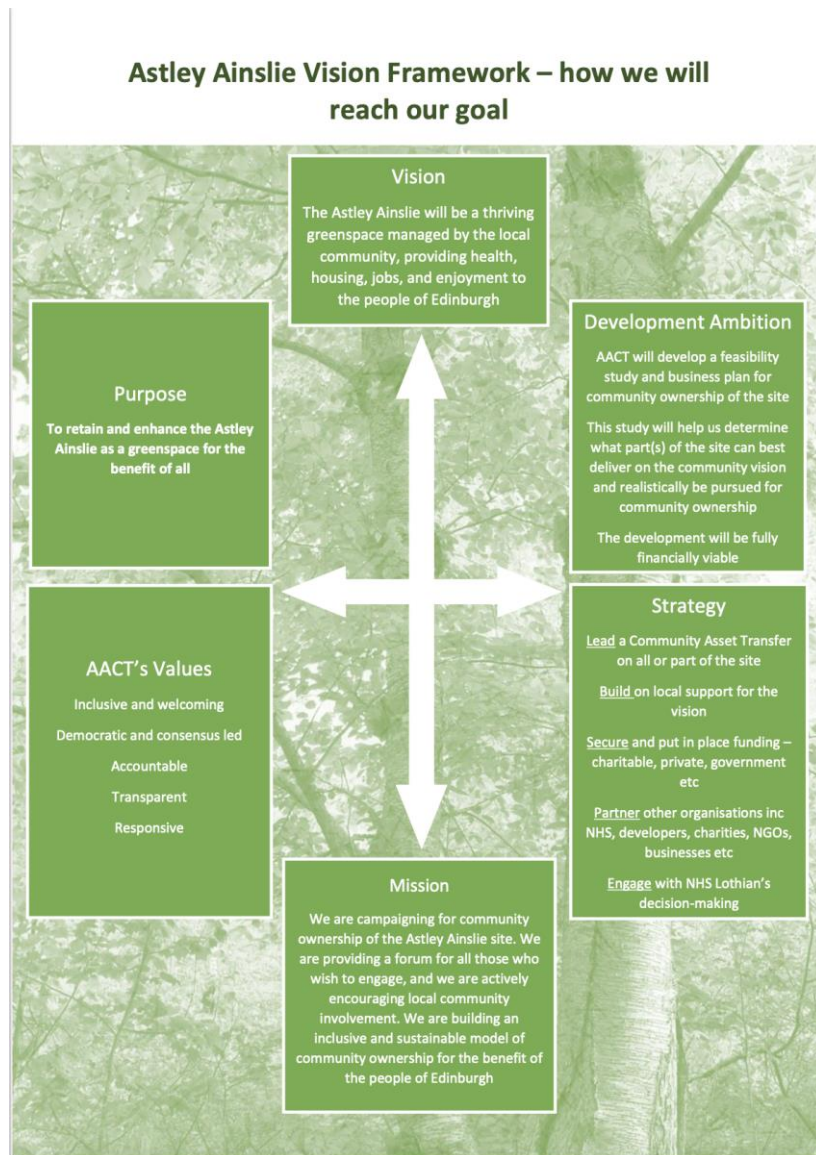 Astley Ainslie Vision Framework – how we will
reach our goal
Vision
The Astley Ainslie will be a thriving
greenspace managed by the local
community, providing health,
housing, jobs, and enjoyment to
the people of Edinburgh
Purpose
To retain and enhance the Astley
Ainslie as a greenspace for the
benefit of all
Development Ambition
AACT will develop a feasibility
study and business plan for
community ownership of the site
This study will help us determine
what part(s) of the site can best
deliver on the community vision
and realistically be pursued for
community ownership
The development will be fully
financially viable
AACT's Values
Inclusive and welcoming
Democratic and consensus led
Accountable
Transparent
Responsive
Strategy
Lead a Community Asset Transfer
on all or part of the site
Build on local support for the
vision
Secure and put in place funding –
charitable, private, government
etc
Partner other organisations inc
NHS, developers, charities, NGOs,
businesses etc
Engage with NHS Lothian's
decision-making
Mission
We are campaigning for community
ownership of the Astley Ainslie site. We
are providing a forum for all those who
wish to engage, and we are actively
encouraging local community
involvement. We are building an
inclusive and sustainable model of
community ownership for the benefit of
the people of Edinburgh